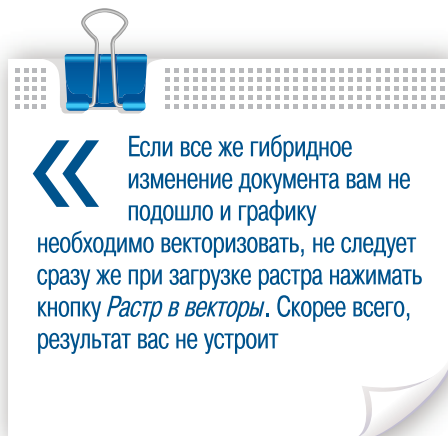 « Если все же гибридное
изменение документа вам не
подошло и графику
необходимо векторизовать, не следует
сразу же при загрузке растра нажимать
кнопку Растр в векторы. Скорее всего,
результат вас не устроит